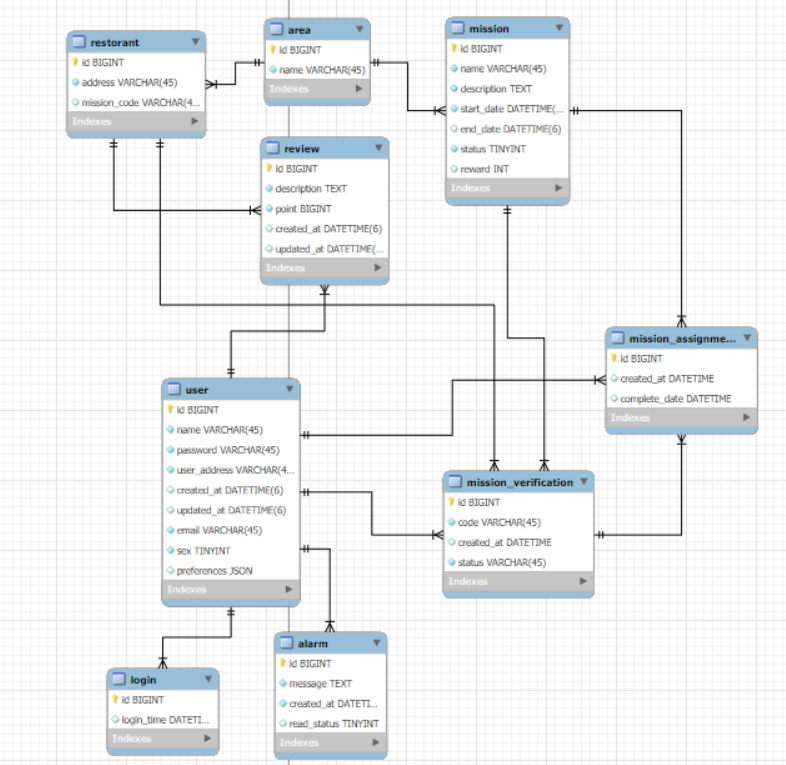 restorant
id BIGINT
address VARCHAR(45)
mission_code VARCHAR(4...
Indexes
area
id BIGINT
name VARCHAR(45)
Indexes
mission
id BIGINT
name VARCHAR(45)
description TEXT
start_date DATETIME(...
end_date DATETIME(6)
status TINYINT
reward INT
Indexes
review
id BIGINT
description TEXT
point BIGINT
created_at DATETIME(6)
updated_at DATETIME(...
Indexes
mission_assignme...
id BIGINT
created_at DATETIME
complete_date DATETIME
Indexes
user
id BIGINT
name VARCHAR(45)
password VARCHAR(45)
user_address VARCHAR(4...
created_at DATETIME(6)
updated_at DATETIME(6)
email VARCHAR(45)
sex TINYINT
preferences JSON
Indexes
mission_verification
id BIGINT
code VARCHAR(45)
created_at DATETIME
status VARCHAR(45)
Indexes
login
id BIGINT
login_time DATETI...
Indexes
alarm
id BIGINT
message TEXT
created_at DATETI...
read_status TINYINT
Indexes